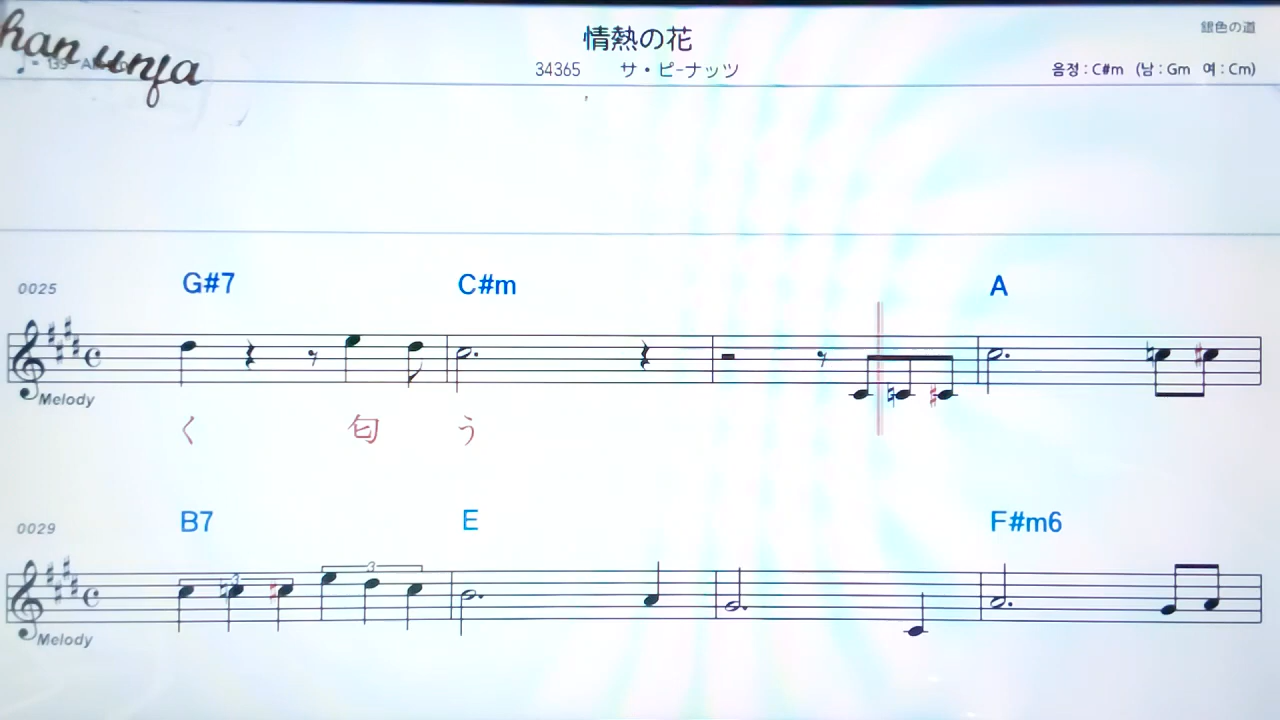 han unja
情熱の花
銀色の道
34365 サ・ピーナッツ
음정 : C#m (남 : Gm 여 : Cm)
G#7 C#m A
0025
Melody
く 匂 う
B7 E F#m6
0029
3 3
Melody